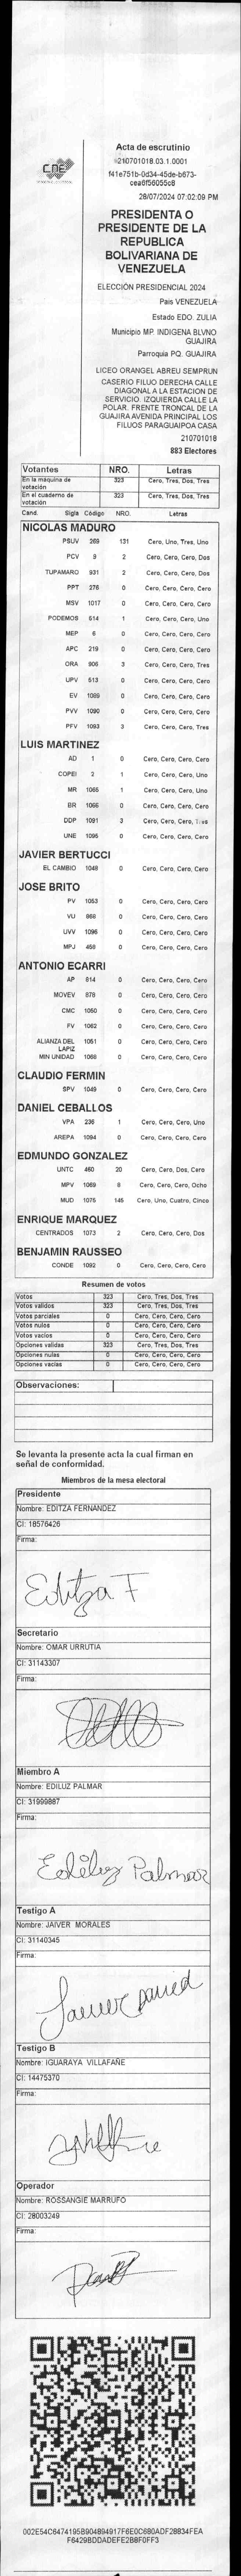 CNE
Acta de escrutinio
210701018.03.1.0001
f41e751b-0d34-45de-b673-
cea6f56055c8
28/07/2024 07:02:09 PM
PRESIDENTA O
PRESIDENTE DE LA
REPUBLICA
BOLIVARIANA DE
VENEZUELA
ELECCIÓN PRESIDENCIAL 2024
Pais VENEZUELA
Estado EDO. ZULIA
Municipio MP. INDIGENA BLVNO
GUAJIRA
Parroquia PQ. GUAJIRA
LICEO ORANGEL ABREU SEMPRUN
CASERIO FILUO DERECHA CALLE
DIAGONAL A LA ESTACION DE
SERVICIO. IZQUIERDA CALLE LA
POLAR. FRENTE TRONCAL DE LA
GUAJIRA AVENIDA PRINCIPAL LOS
FILUOS PARAGUAIPOA CASA
210701018
883 Electores
Votantes NRO. Letras
En la máquina de votación 323 Cero, Tres, Dos, Tres
En el cuaderno de votación 323 Cero, Tres, Dos, Tres
Cand. Sigla Código NRO. Letras
NICOLAS MADURO
PSUV 269 131 Cero, Uno, Tres, Uno
PCV 9 2 Cero, Cero, Cero, Dos
TUPAMARO 931 2 Cero, Cero, Cero, Dos
PPT 276 0 Cero, Cero, Cero, Cero
MSV 1017 0 Cero, Cero, Cero, Cero
PODEMOS 514 1 Cero, Cero, Cero, Uno
MEP 6 0 Cero, Cero, Cero, Cero
APC 219 0 Cero, Cero, Cero, Cero
ORA 906 3 Cero, Cero, Cero, Tres
UPV 513 0 Cero, Cero, Cero, Cero
EV 1089 0 Cero, Cero, Cero, Cero
PVV 1090 0 Cero, Cero, Cero, Cero
PFV 1093 3 Cero, Cero, Cero, Tres
LUIS MARTINEZ
AD 1 0 Cero, Cero, Cero, Cero
COPEI 2 1 Cero, Cero, Cero, Uno
MR 1065 1 Cero, Cero, Cero, Uno
BR 1066 0 Cero, Cero, Cero, Cero
DDP 1091 3 Cero, Cero, Cero, Tres
UNE 1095 0 Cero, Cero, Cero, Cero
JAVIER BERTUCCI
EL CAMBIO 1048 0 Cero, Cero, Cero, Cero
JOSE BRITO
PV 1053 0 Cero, Cero, Cero, Cero
VU 968 0 Cero, Cero, Cero, Cero
UVV 1096 0 Cero, Cero, Cero, Cero
MPJ 459 0 Cero, Cero, Cero, Cero
ANTONIO ECARRI
AP 814 0 Cero, Cero, Cero, Cero
MOVEV 878 0 Cero, Cero, Cero, Cero
CMC 1050 0 Cero, Cero, Cero, Cero
FV 1062 0 Cero, Cero, Cero, Cero
ALIANZA DEL LAPIZ 1051 0 Cero, Cero, Cero, Cero
MIN UNIDAD 1068 0 Cero, Cero, Cero, Cero
CLAUDIO FERMIN
SPV 1049 0 Cero, Cero, Cero, Cero
DANIEL CEBALLOS
VPA 236 1 Cero, Cero, Cero, Uno
AREPA 1094 0 Cero, Cero, Cero, Cero
EDMUNDO GONZALEZ
UNTC 460 20 Cero, Cero, Dos, Cero
MPV 1069 8 Cero, Cero, Cero, Ocho
MUD 1075 145 Cero, Uno, Cuatro, Cinco
ENRIQUE MARQUEZ
CENTRADOS 1073 2 Cero, Cero, Cero, Dos
BENJAMIN RAUSSEO
CONDE 1092 0 Cero, Cero, Cero, Cero
Resumen de votos
Votos 323 Cero, Tres, Dos, Tres
Votos validos 323 Cero, Tres, Dos, Tres
Votos parciales 0 Cero, Cero, Cero, Cero
Votos nulos 0 Cero, Cero, Cero, Cero
Votos vacios 0 Cero, Cero, Cero, Cero
Opciones validas 323 Cero, Tres, Dos, Tres
Opciones nulas 0 Cero, Cero, Cero, Cero
Opciones vacias 0 Cero, Cero, Cero, Cero
Observaciones:
Se levanta la presente acta la cual firman en
señal de conformidad.
Miembros de la mesa electoral
Presidente
Nombre: EDITZA FERNANDEZ
CI: 18576426
Firma:
Editza F
Secretario
Nombre: OMAR URRUTIA
CI: 31143307
Firma:
Miembro A
Nombre: EDILUZ PALMAR
CI: 31999887
Firma:
Ediluz Palmar
Testigo A
Nombre: JAIVER MORALES
CI: 31140345
Firma:
Testigo B
Nombre: IGUARAYA VILLAFAÑE
CI: 14475370
Firma:
Operador
Nombre: ROSSANGIE MARRUFO
CI: 28003249
Firma:
002E54C6474195B904894917F6E0C680ADF28834FEA
F6429BDDADEFE2B8F0FF3